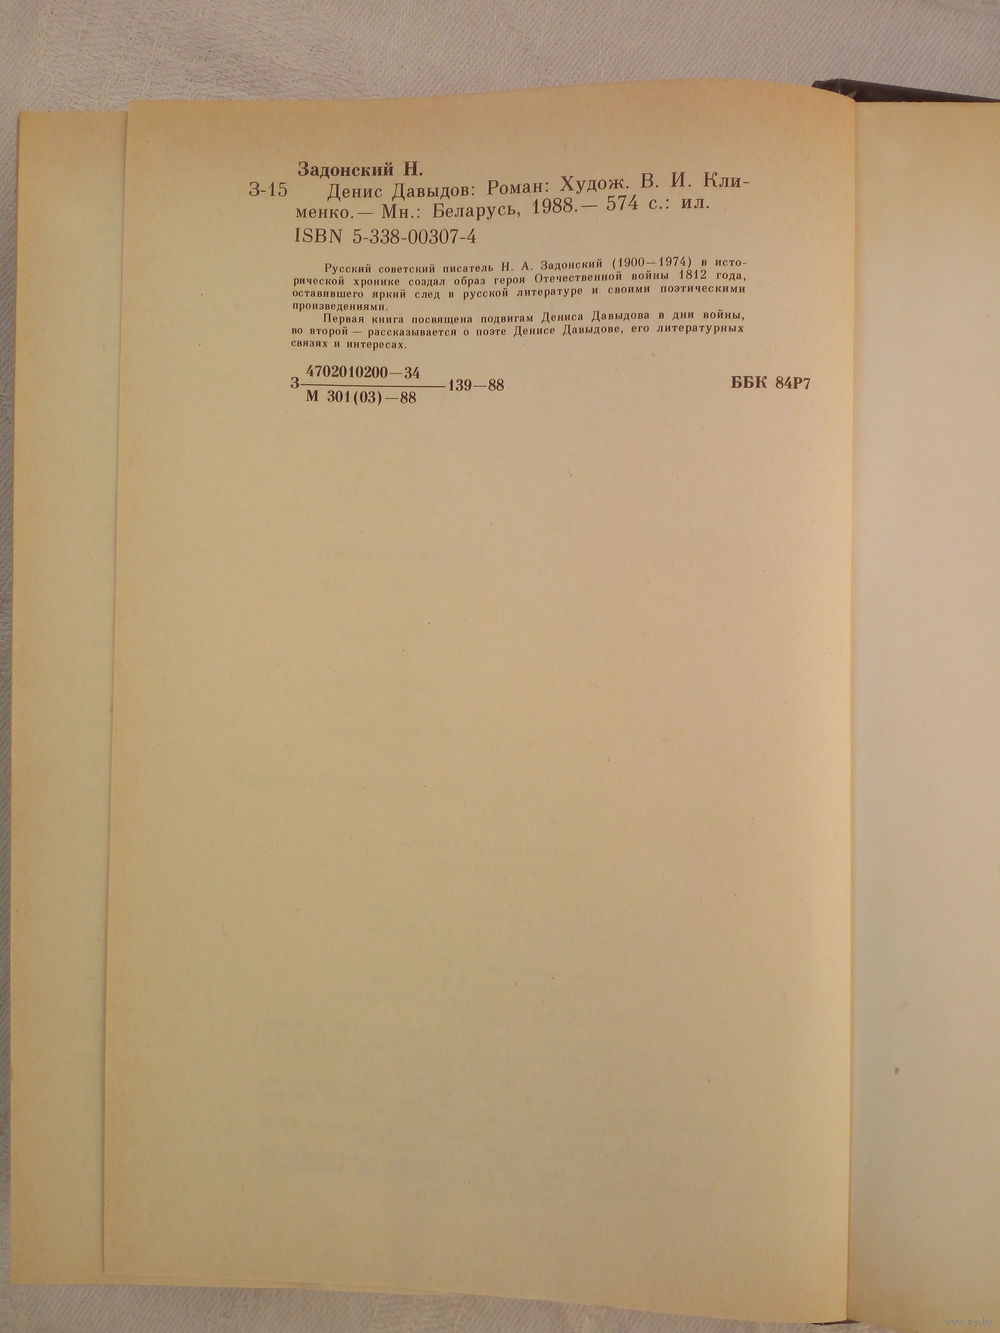 Задонский Н.
З-15 Денис Давыдов: Роман: Худож. В. И. Кли-
менко.— Мн.: Беларусь, 1988.— 574 с.: ил.
ISBN 5-338-00307-4
Русский советский писатель Н. А. Задонский (1900—1974) в исто-
рической хронике создал образ героя Отечественной войны 1812 года,
оставившего яркий след в русской литературе и своими поэтическими
произведениями.
Первая книга посвящена подвигам Дениса Давыдова в дни войны,
во второй — рассказывается о поэте Денисе Давыдове, его литературных
связях и интересах.
4702010200—34
З 139—88 ББК 84Р7
М 301(03)—88
www.ay.by